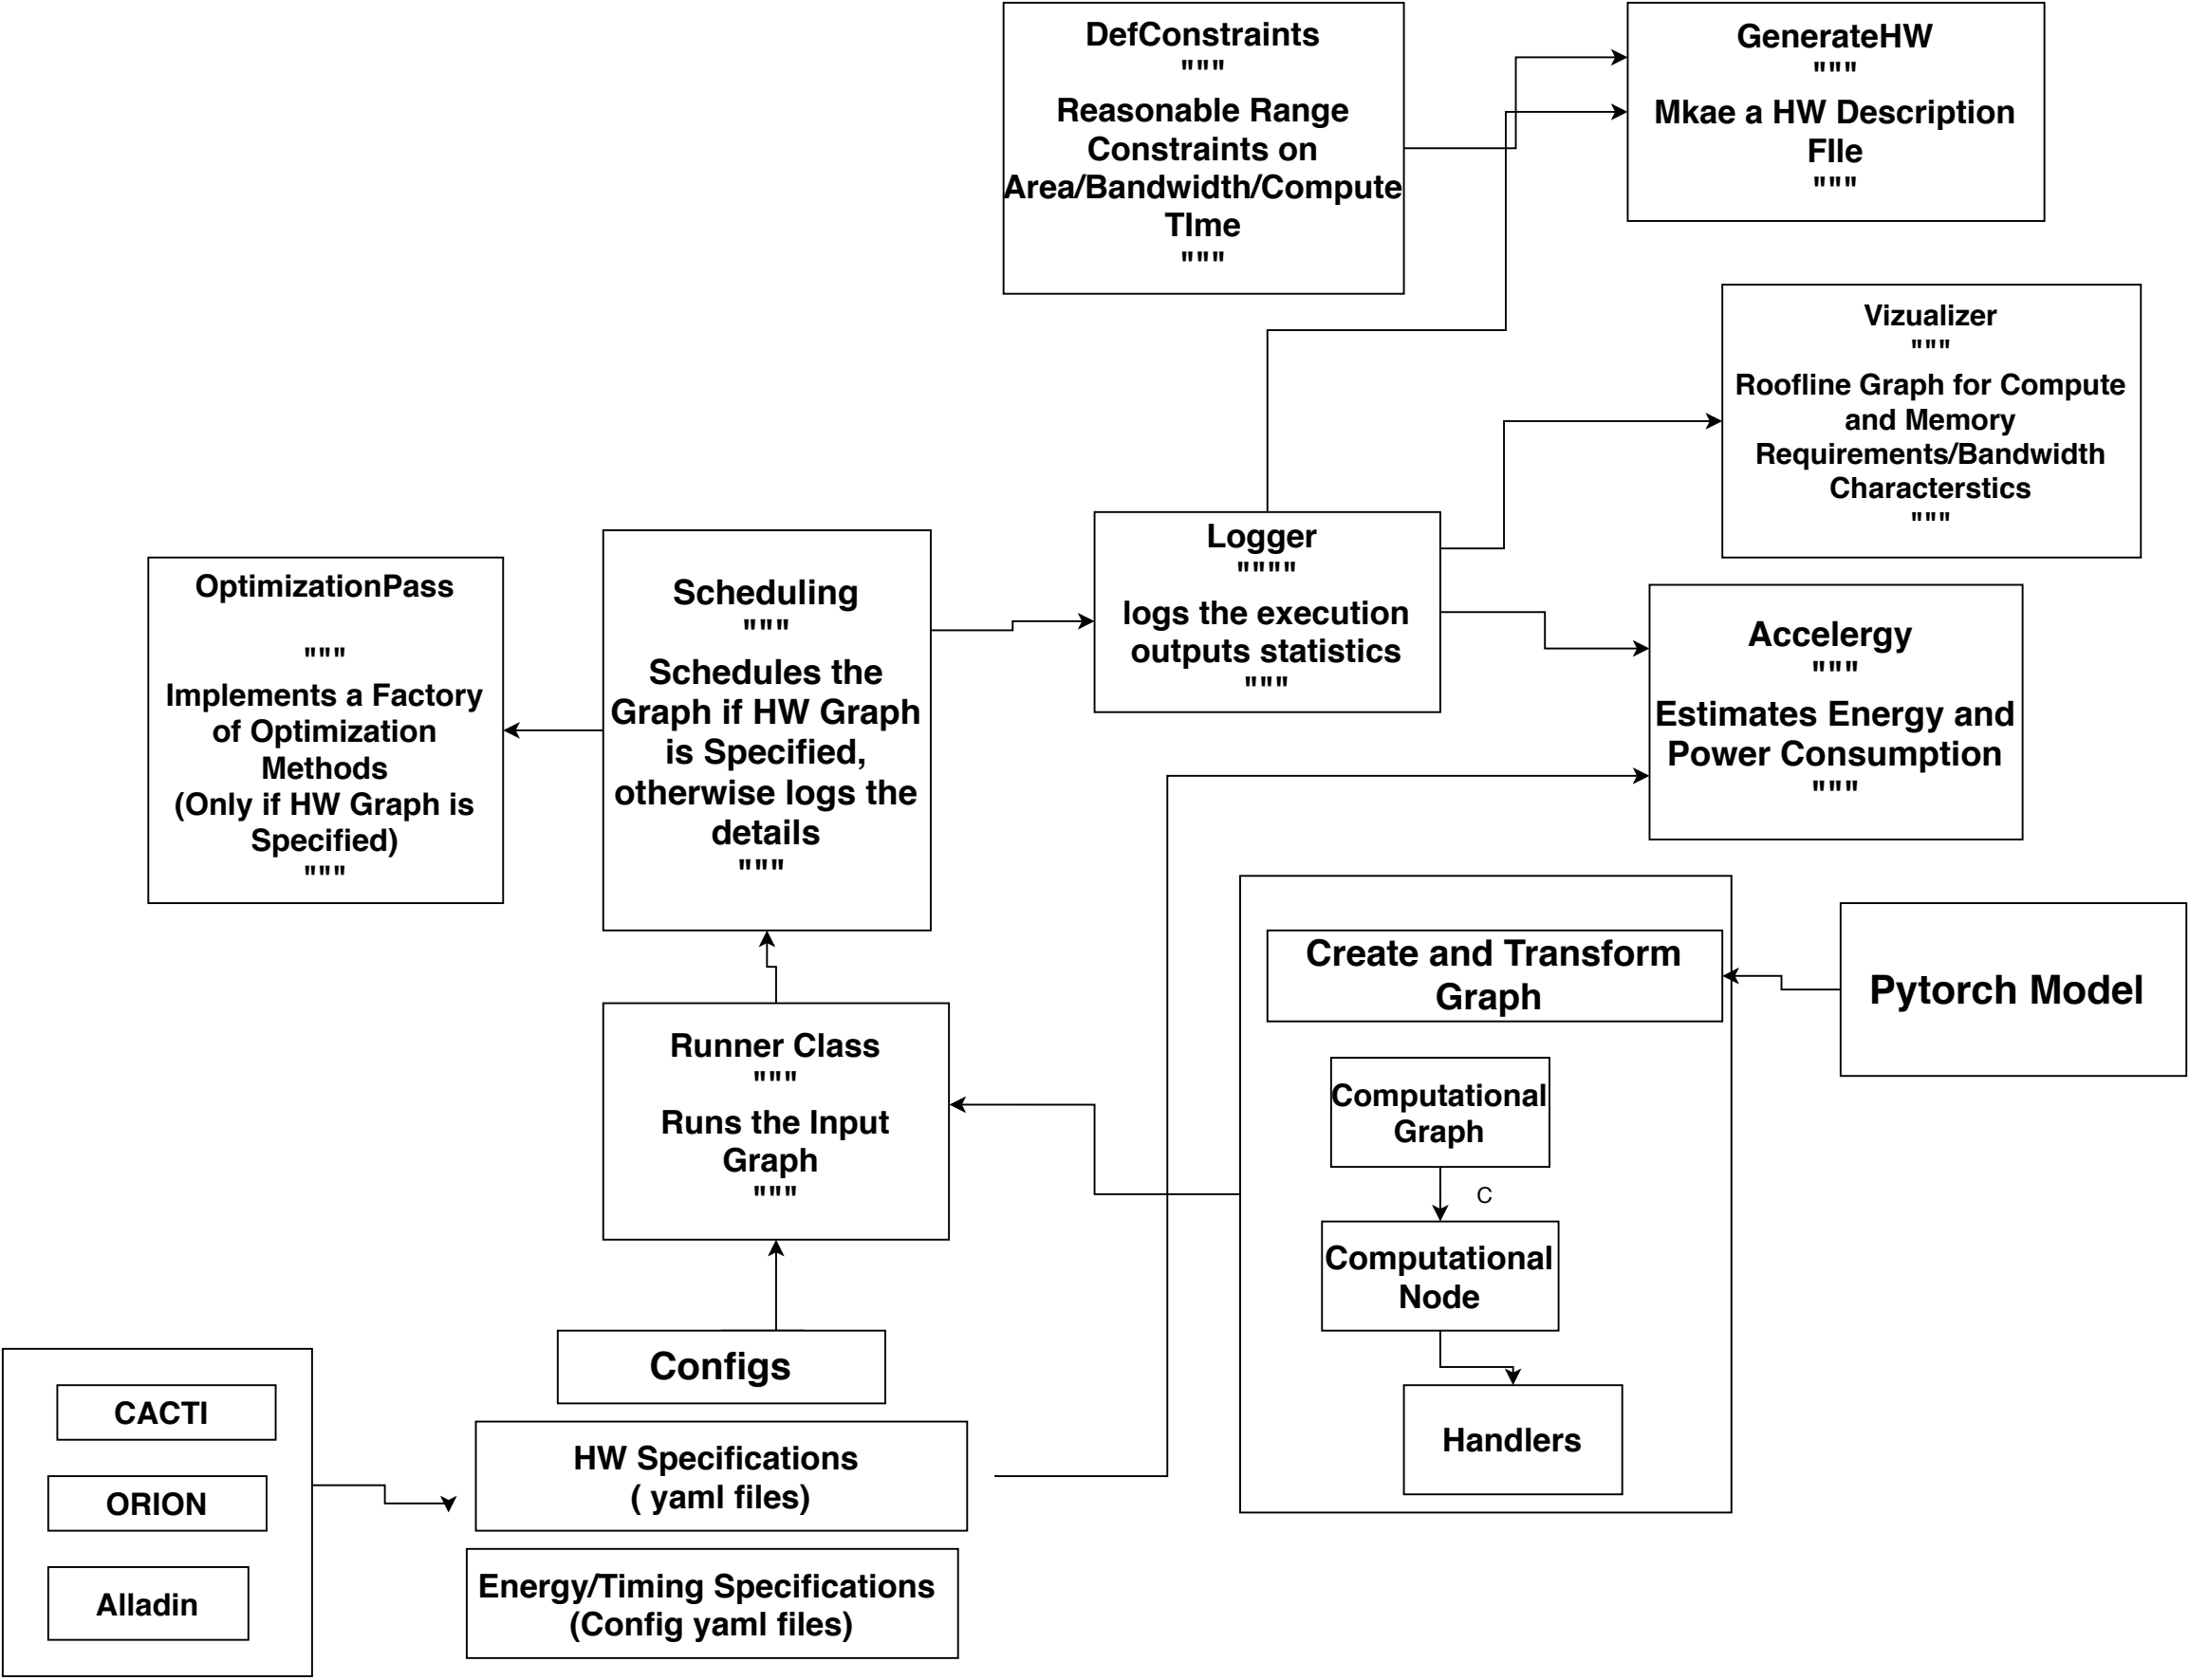 DefConstraints
"""
Reasonable Range
Constraints on
Area/Bandwidth/Compute
TIme
"""
GenerateHW
"""
Mkae a HW Description
FIle
"""
Vizualizer
"""
Roofline Graph for Compute
and Memory
Requirements/Bandwidth
Characterstics
"""
OptimizationPass
"""
Implements a Factory
of Optimization
Methods
(Only if HW Graph is
Specified)
"""
Scheduling
"""
Schedules the
Graph if HW Graph
is Specified,
otherwise logs the
details
"""
Logger
""""
logs the execution
outputs statistics
"""
Accelergy
"""
Estimates Energy and
Power Consumption
"""
Create and Transform
Graph
Pytorch Model
Runner Class
"""
Runs the Input
Graph
"""
Computational
Graph
C
Computational
Node
Handlers
Configs
CACTI
ORION
Alladin
HW Specifications
( yaml files)
Energy/Timing Specifications
(Config yaml files)